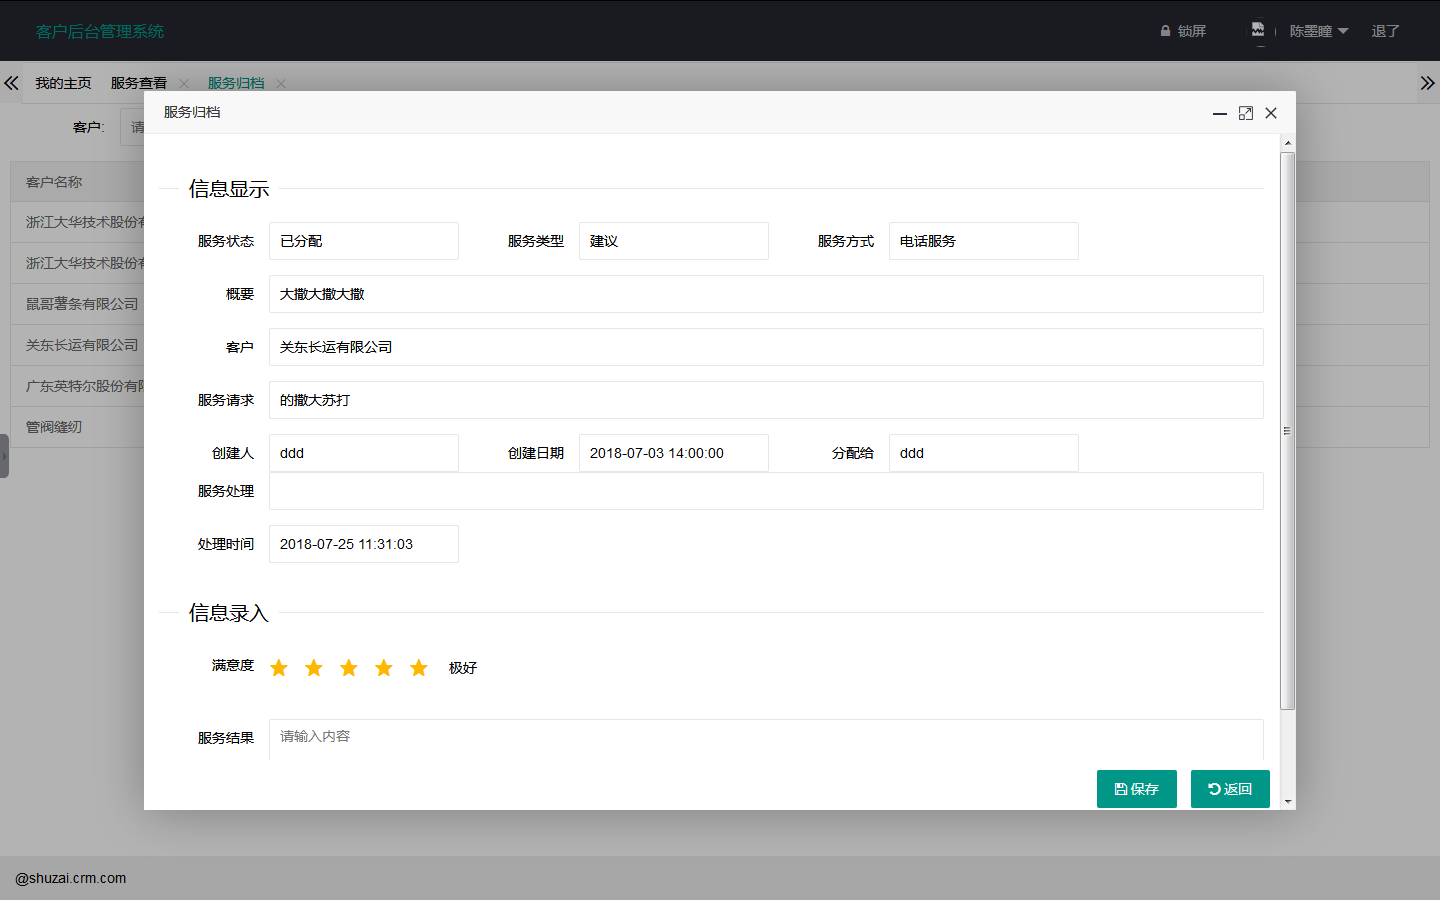 客户后台管理系统
锁屏
陈墨瞳
退了
我的主页
服务查看
服务归档
客户:
请
服务归档
客户名称
浙江大华技术股份有
浙江大华技术股份有
鼠哥薯条有限公司
关东长运有限公司
广东英特尔股份有限
管阀缝纫
信息显示
服务状态 已分配 服务类型 建议 服务方式 电话服务
概要 大撒大撒大撒
客户 关东长运有限公司
服务请求 的撒大苏打
创建人 ddd 创建日期 2018-07-03 14:00:00 分配给 ddd
服务处理
处理时间 2018-07-25 11:31:03
信息录入
满意度 极好
服务结果 请输入内容
保存 返回
@shuzai.crm.com